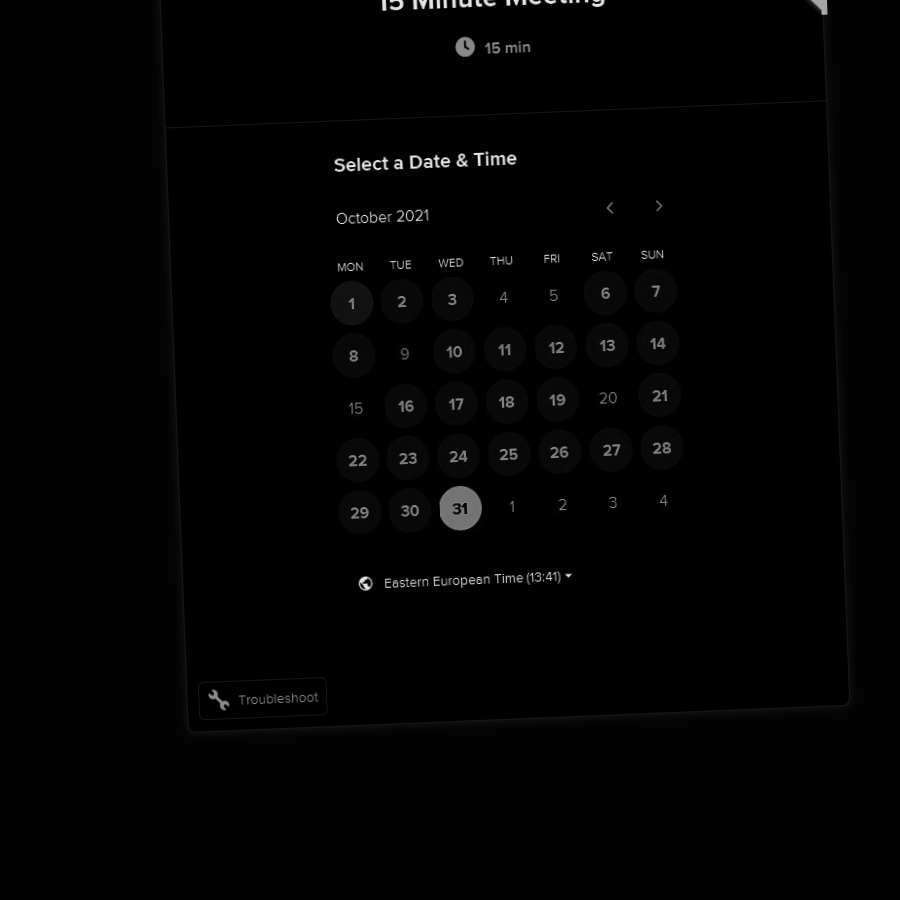 15 Minute Meeting
15 min
Select a Date & Time
October 2021
MON TUE WED THU FRI SAT SUN
1 2 3 4 5 6 7
8 9 10 11 12 13 14
15 16 17 18 19 20 21
22 23 24 25 26 27 28
29 30 31 1 2 3 4
Eastern European Time (13:41)
Troubleshoot